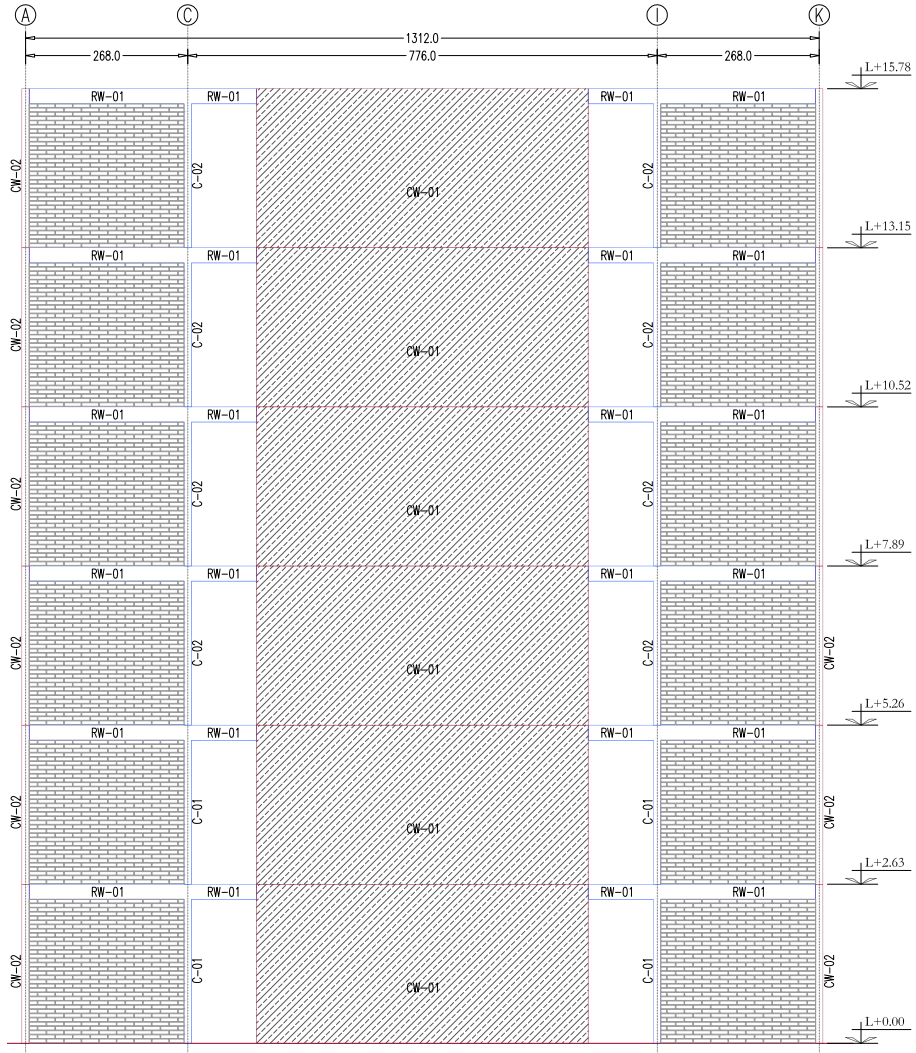 A C I K
1312.0
268.0 776.0 268.0
L+15.78
RW-01 RW-01 RW-01 RW-01
CW-02 C-02 CW-01 C-02
L+13.15
RW-01 RW-01 RW-01 RW-01
CW-02 C-02 CW-01 C-02
L+10.52
RW-01 RW-01 RW-01 RW-01
CW-02 C-02 CW-01 C-02
L+7.89
RW-01 RW-01 RW-01 RW-01
CW-02 C-02 CW-01 C-02 CW-02
L+5.26
RW-01 RW-01 RW-01 RW-01
CW-02 C-01 CW-01 C-01 CW-02
L+2.63
RW-01 RW-01 RW-01 RW-01
CW-02 C-01 CW-01 C-01 CW-02
L+0.00